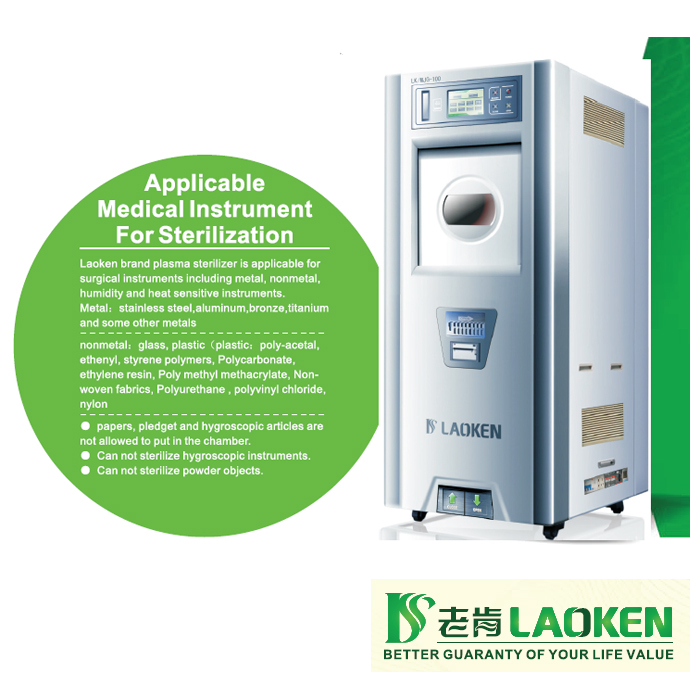 Applicable
Medical Instrument
For Sterilization
Laoken brand plasma sterilizer is applicable for
surgical instruments including metal, nonmetal,
humidity and heat sensitive instruments.
Metal：stainless steel,aluminum,bronze,titanium
and some other metals
nonmetal：glass, plastic（plastic：poly-acetal,
ethenyl, styrene polymers, Polycarbonate,
ethylene resin, Poly methyl methacrylate, Non-
woven fabrics, Polyurethane , polyvinyl chloride,
nylon
● papers, pledget and hygroscopic articles are
not allowed to put in the chamber.
● Can not sterilize hygroscopic instruments.
● Can not sterilize powder objects.
LAOKEN
老肯 LAOKEN
BETTER GUARANTY OF YOUR LIFE VALUE